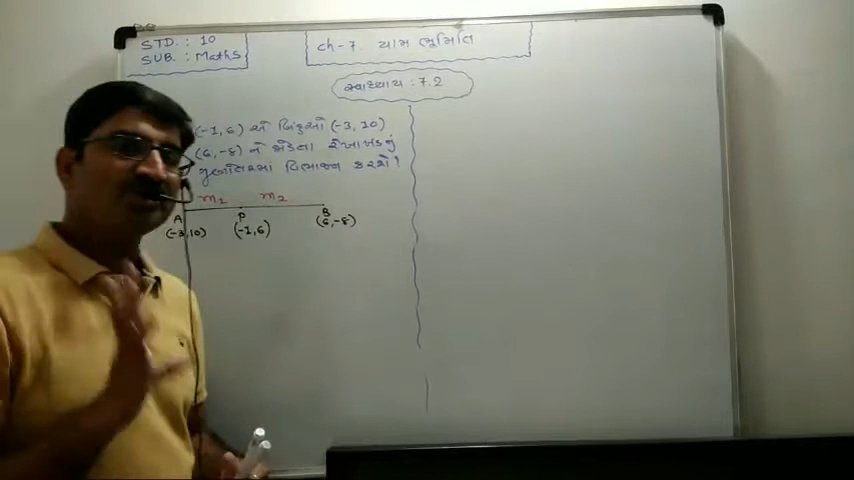 STD. : 10
SUB. : Maths
ch-7. યામ ભૂમિતિ
સ્વાધ્યાય : 7.2
(-1,6) એ બિંદુઓ (-3, 10)
(6,-8) ને જોડતા રેખાખંડનું
ગુણોત્તરમાં વિભાજન કરશે?
m₁ m₂
A P B
(-3,10) (-1,6) (6,-8)